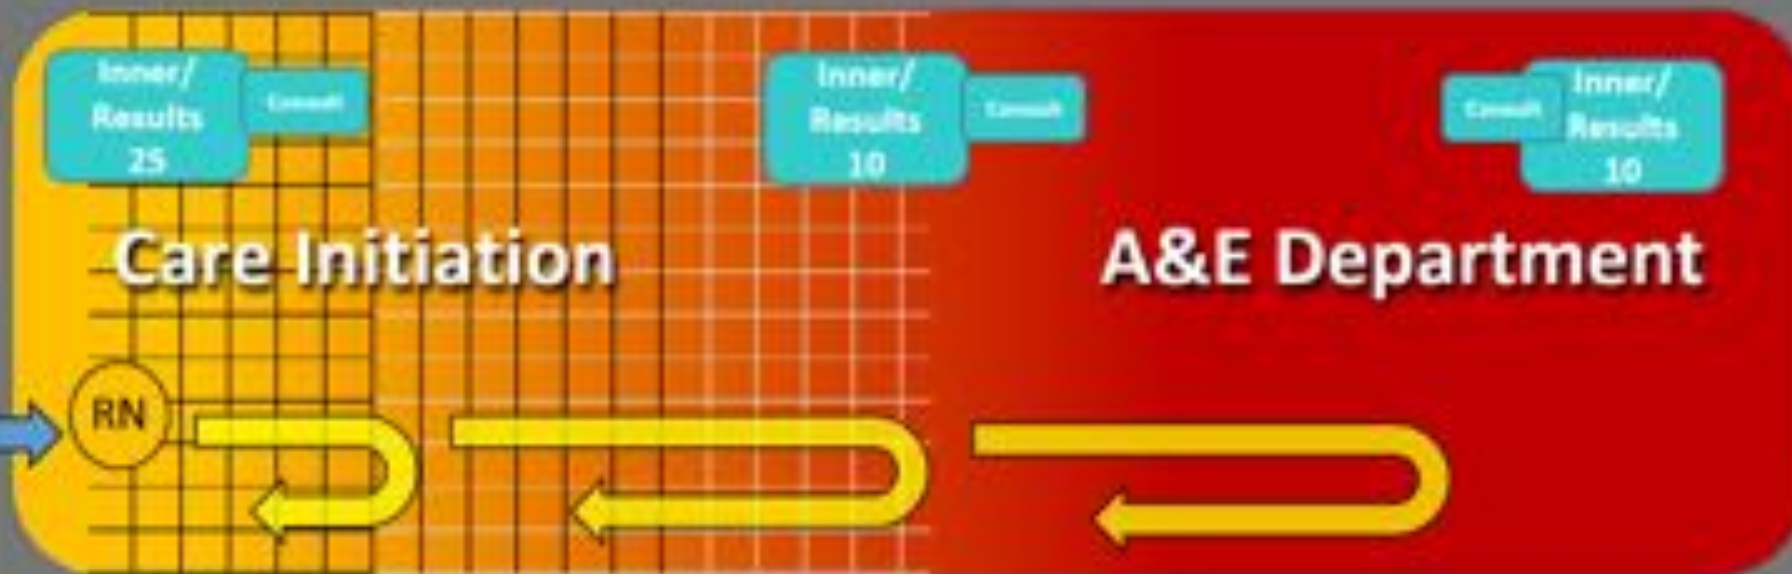 Inner/
Results
25
Consult
Inner/
Results
10
Consult
Consult
Inner/
Results
10
Care Initiation
A&E Department
RN